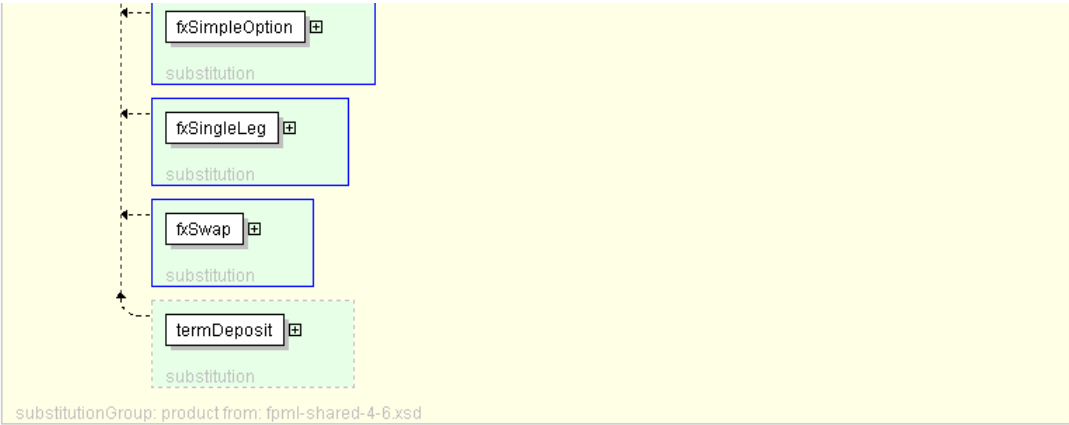 fxSimpleOption
substitution
fxSingleLeg
substitution
fxSwap
substitution
termDeposit
substitution
substitutionGroup: product from: fpml-shared-4-6.xsd